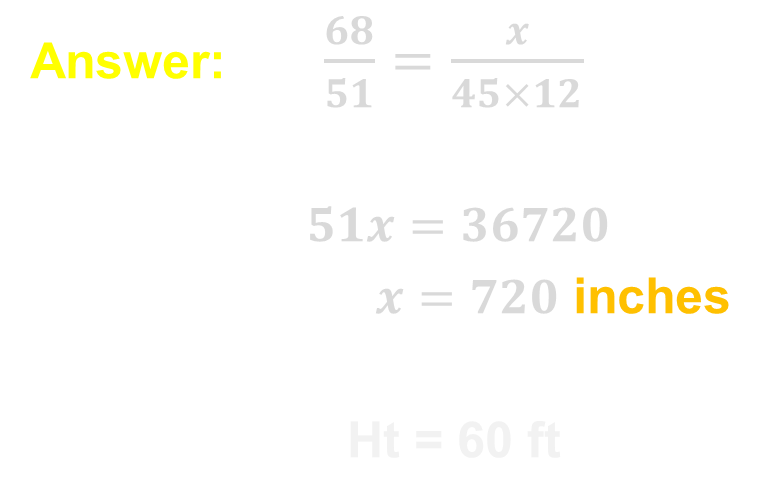 Answer: 68/51 = x/45×12
51x = 36720
x = 720 inches
Ht = 60 ft